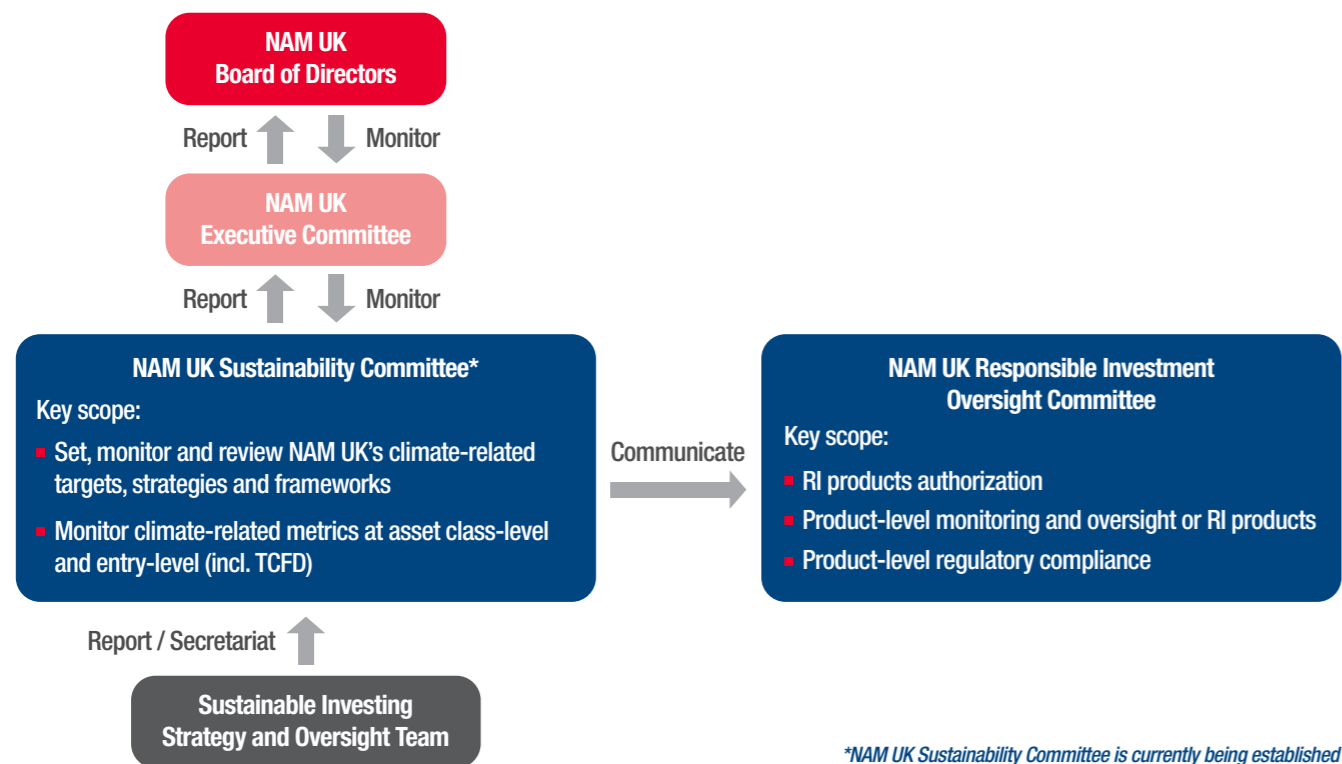 NAM UK
Board of Directors
Report
Monitor
NAM UK
Executive Committee
Report
Monitor
NAM UK Sustainability Committee*
Key scope:
Set, monitor and review NAM UK's climate-related
targets, strategies and frameworks
Monitor climate-related metrics at asset class-level
and entry-level (incl. TCFD)
Communicate
NAM UK Responsible Investment
Oversight Committee
Key scope:
RI products authorization
Product-level monitoring and oversight or RI products
Product-level regulatory compliance
Report / Secretariat
Sustainable Investing
Strategy and Oversight Team
*NAM UK Sustainability Committee is currently being established